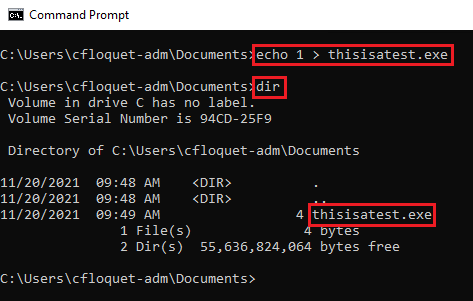 Command Prompt
C:\Users\cfloquet-adm\Documents>echo 1 > thisisatest.exe
C:\Users\cfloquet-adm\Documents>dir
Volume in drive C has no label.
Volume Serial Number is 94CD-25F9
Directory of C:\Users\cfloquet-adm\Documents
11/20/2021  09:48 AM    <DIR>          .
11/20/2021  09:48 AM    <DIR>          ..
11/20/2021  09:49 AM                 4 thisisatest.exe
1 File(s)              4 bytes
2 Dir(s)  55,636,824,064 bytes free
C:\Users\cfloquet-adm\Documents>